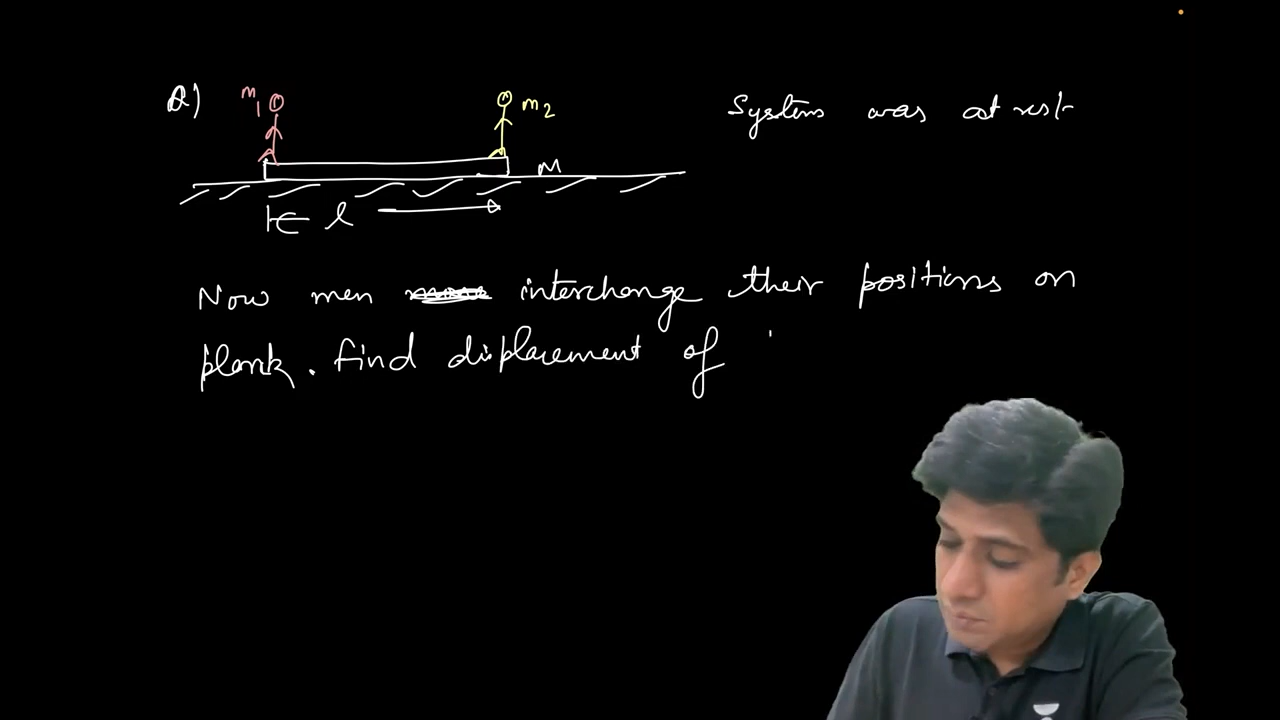 Q) m1 m2 System was at rest
M
l
Now men interchange their positions on
plank. find displacement of